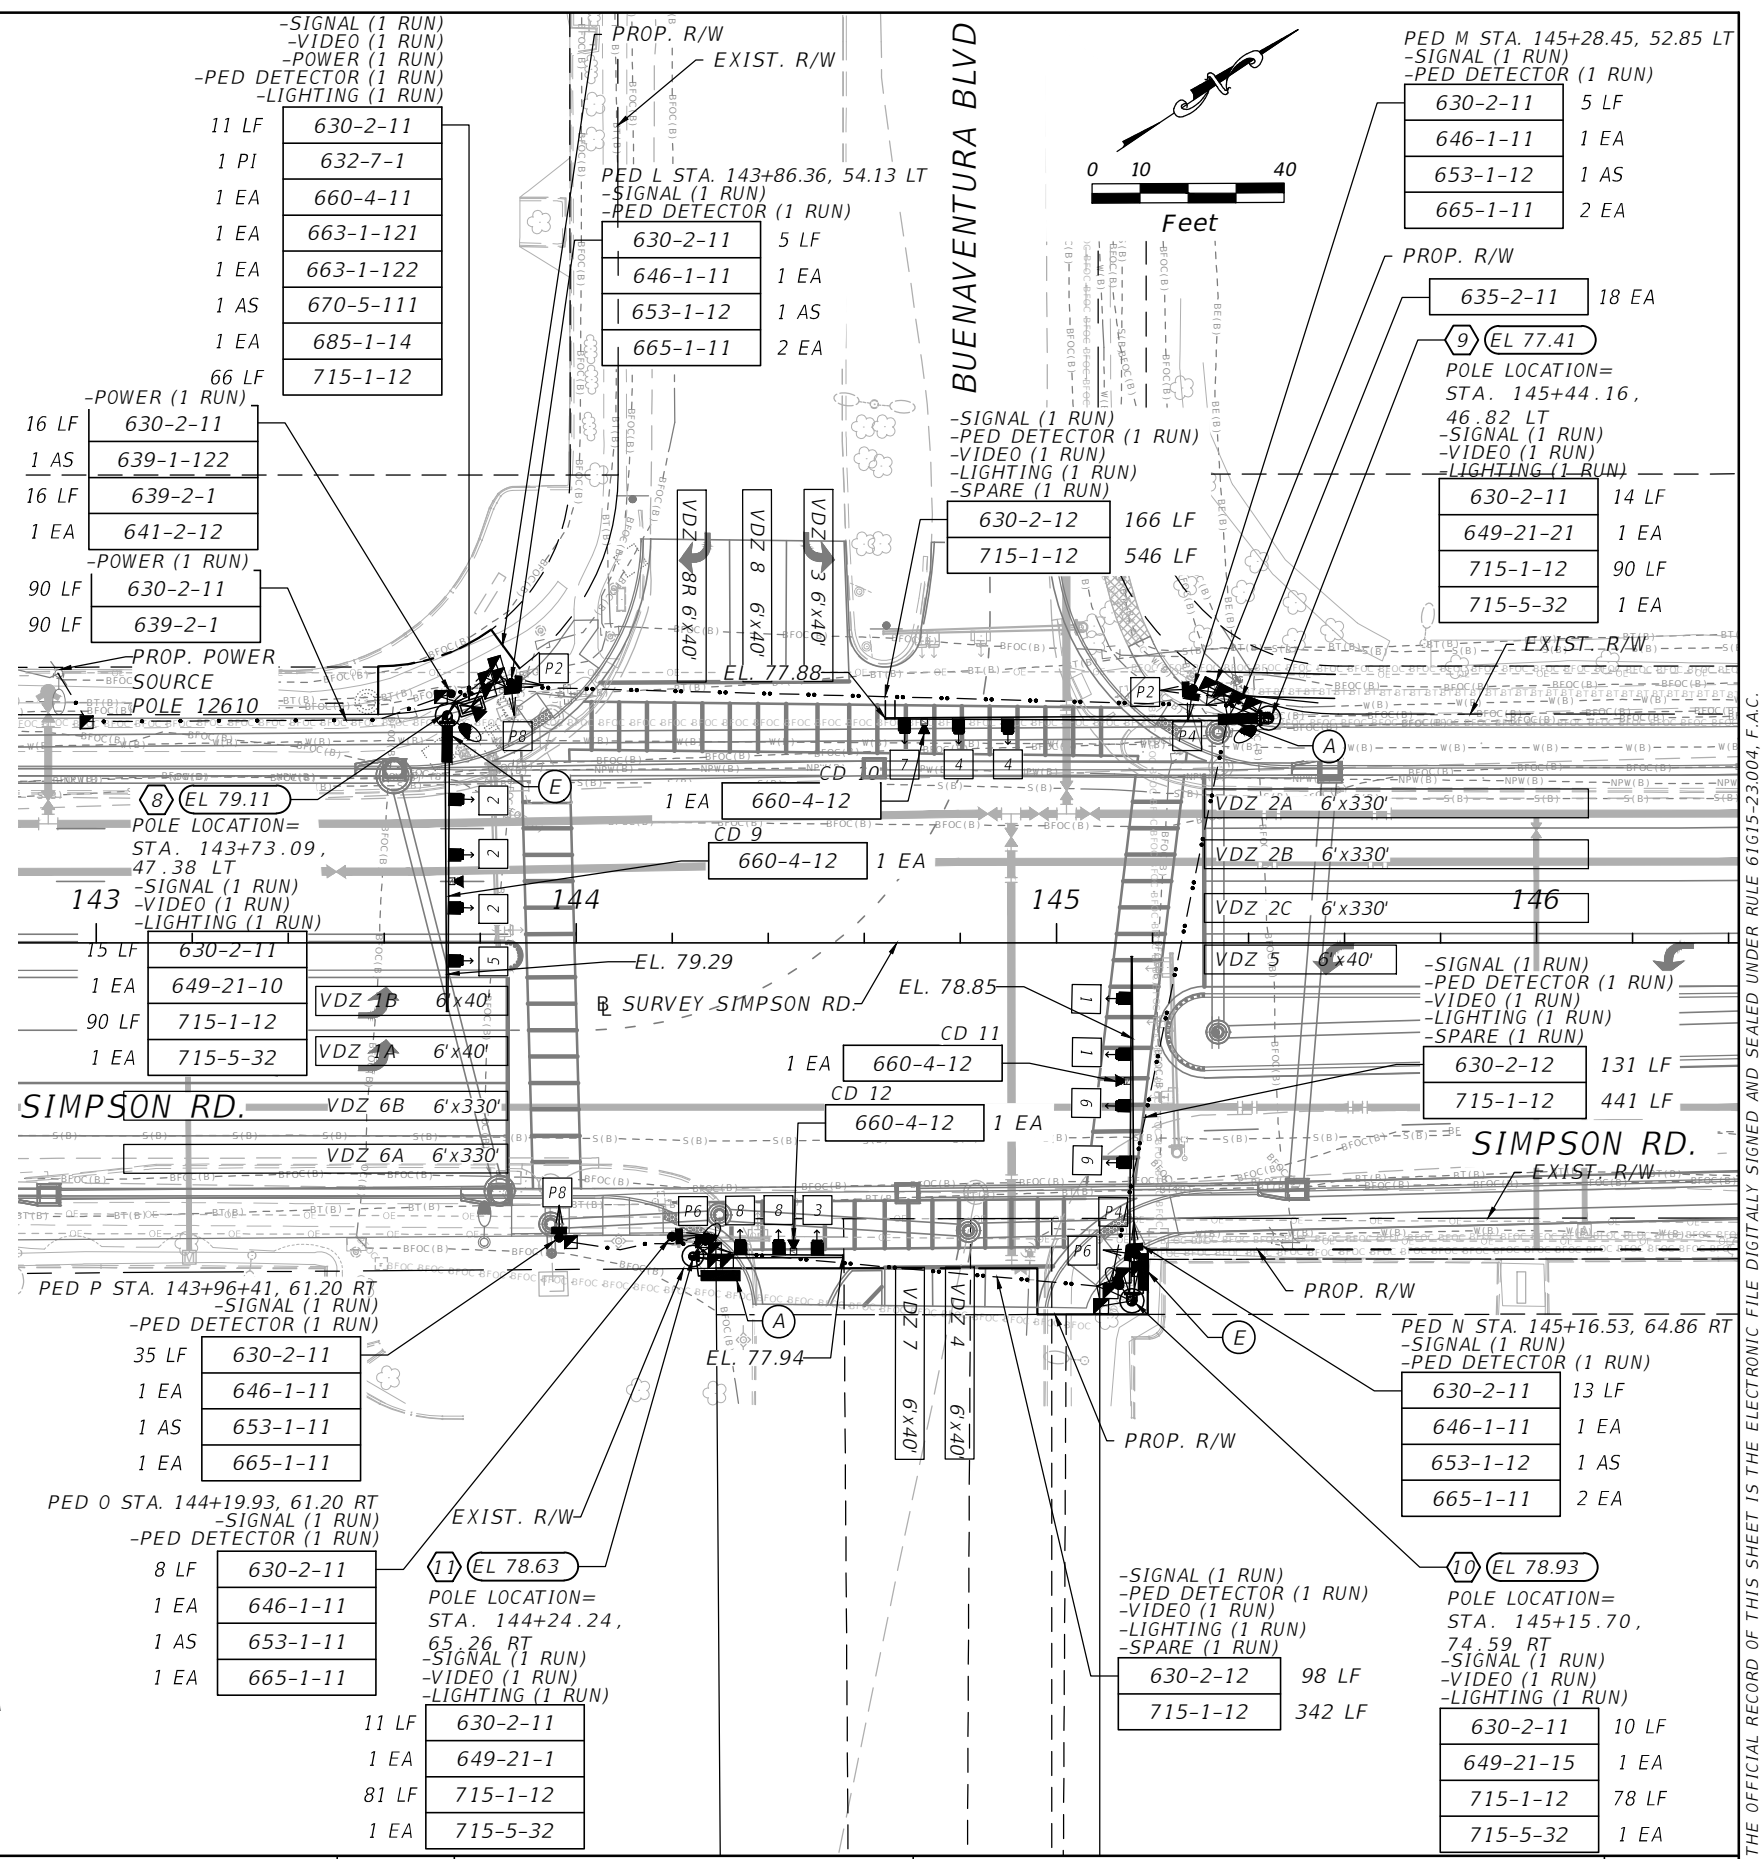 -SIGNAL (1 RUN)
-VIDEO (1 RUN)
-POWER (1 RUN)
-PED DETECTOR (1 RUN)
-LIGHTING (1 RUN)
11 LF 630-2-11
1 PI 632-7-1
1 EA 660-4-11
1 EA 663-1-121
1 EA 663-1-122
1 AS 670-5-111
1 EA 685-1-14
66 LF 715-1-12
PROP. R/W
EXIST. R/W
PED L STA. 143+86.36, 54.13 LT
-SIGNAL (1 RUN)
-PED DETECTOR (1 RUN)
630-2-11 5 LF
646-1-11 1 EA
653-1-12 1 AS
665-1-11 2 EA
BUENAVENTURA BLVD
0 10 40
Feet
PED M STA. 145+28.45, 52.85 LT
-SIGNAL (1 RUN)
-PED DETECTOR (1 RUN)
630-2-11 5 LF
646-1-11 1 EA
653-1-12 1 AS
665-1-11 2 EA
PROP. R/W
635-2-11 18 EA
9 EL 77.41
POLE LOCATION=
STA. 145+44.16,
46.82 LT
-SIGNAL (1 RUN)
-VIDEO (1 RUN)
-LIGHTING (1 RUN)
630-2-11 14 LF
649-21-21 1 EA
715-1-12 90 LF
715-5-32 1 EA
-POWER (1 RUN)
16 LF 630-2-11
1 AS 639-1-122
16 LF 639-2-1
1 EA 641-2-12
-POWER (1 RUN)
90 LF 630-2-11
90 LF 639-2-1
PROP. POWER
SOURCE
POLE 12610
-SIGNAL (1 RUN)
-PED DETECTOR (1 RUN)
-VIDEO (1 RUN)
-LIGHTING (1 RUN)
-SPARE (1 RUN)
630-2-12 166 LF
715-1-12 546 LF
VDZ 8R 6'x40'
VDZ 8 6'x40'
VDZ 3 6'x40'
EL. 77.88
EXIST. R/W
P2
P8
P2
P4
A
E
7
4
4
CD 10
1 EA 660-4-12
CD 9
660-4-12 1 EA
8 EL 79.11
POLE LOCATION=
STA. 143+73.09,
47.38 LT
-SIGNAL (1 RUN)
-VIDEO (1 RUN)
-LIGHTING (1 RUN)
15 LF 630-2-11
1 EA 649-21-10
90 LF 715-1-12
1 EA 715-5-32
2
2
2
5
143
144
145
146
VDZ 2A 6'x330'
VDZ 2B 6'x330'
VDZ 2C 6'x330'
VDZ 5 6'x40'
EL. 79.29
BL SURVEY SIMPSON RD.
EL. 78.85
VDZ 1B 6'x40'
VDZ 1A 6'x40'
VDZ 6B 6'x330'
VDZ 6A 6'x330'
SIMPSON RD.
CD 11
1 EA 660-4-12
CD 12
660-4-12 1 EA
1
1
6
6
-SIGNAL (1 RUN)
-PED DETECTOR (1 RUN)
-VIDEO (1 RUN)
-LIGHTING (1 RUN)
-SPARE (1 RUN)
630-2-12 131 LF
715-1-12 441 LF
SIMPSON RD.
EXIST. R/W
P8
P6
8
8
3
P4
P6
PROP. R/W
A
E
EL. 77.94
VDZ 7 6'x40'
VDZ 4 6'x40'
PED P STA. 143+96+41, 61.20 RT
-SIGNAL (1 RUN)
-PED DETECTOR (1 RUN)
35 LF 630-2-11
1 EA 646-1-11
1 AS 653-1-11
1 EA 665-1-11
PED O STA. 144+19.93, 61.20 RT
-SIGNAL (1 RUN)
-PED DETECTOR (1 RUN)
8 LF 630-2-11
1 EA 646-1-11
1 AS 653-1-11
1 EA 665-1-11
EXIST. R/W
11 EL 78.63
POLE LOCATION=
STA. 144+24.24,
65.26 RT
-SIGNAL (1 RUN)
-VIDEO (1 RUN)
-LIGHTING (1 RUN)
11 LF 630-2-11
1 EA 649-21-1
81 LF 715-1-12
1 EA 715-5-32
PED N STA. 145+16.53, 64.86 RT
-SIGNAL (1 RUN)
-PED DETECTOR (1 RUN)
630-2-11 13 LF
646-1-11 1 EA
653-1-12 1 AS
665-1-11 2 EA
PROP. R/W
-SIGNAL (1 RUN)
-PED DETECTOR (1 RUN)
-VIDEO (1 RUN)
-LIGHTING (1 RUN)
-SPARE (1 RUN)
630-2-12 98 LF
715-1-12 342 LF
10 EL 78.93
POLE LOCATION=
STA. 145+15.70,
74.59 RT
-SIGNAL (1 RUN)
-VIDEO (1 RUN)
-LIGHTING (1 RUN)
630-2-11 10 LF
649-21-15 1 EA
715-1-12 78 LF
715-5-32 1 EA
THE OFFICIAL RECORD OF THIS SHEET IS THE ELECTRONIC FILE DIGITALLY SIGNED AND SEALED UNDER RULE 61G15-23.004, F.A.C.